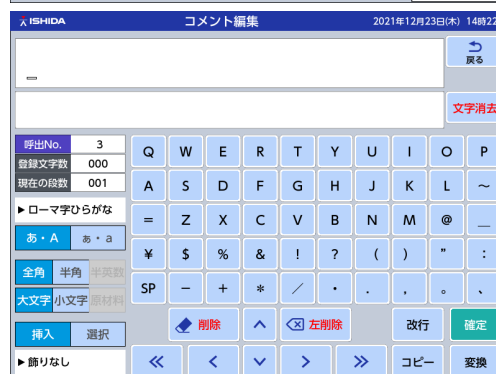 ISHIDA コメント編集 2021年12月23日(木) 14時22
戻る
文字消去
呼出No. 3
登録文字数 000
現在の段数 001
▶ ローマ字ひらがな
あ・A あ・a
全角 半角 半英数
大文字 小文字 原材料
挿入 選択
▶ 飾りなし
Q W E R T Y U I O P
A S D F G H J K L ~
= Z X C V B N M @ _
¥ $ % & ! ? ( ) " :
SP − + * / ・ . , 。 、
削除 ∧ 左削除 改行 確定
≪ < ∨ > ≫ コピー 変換